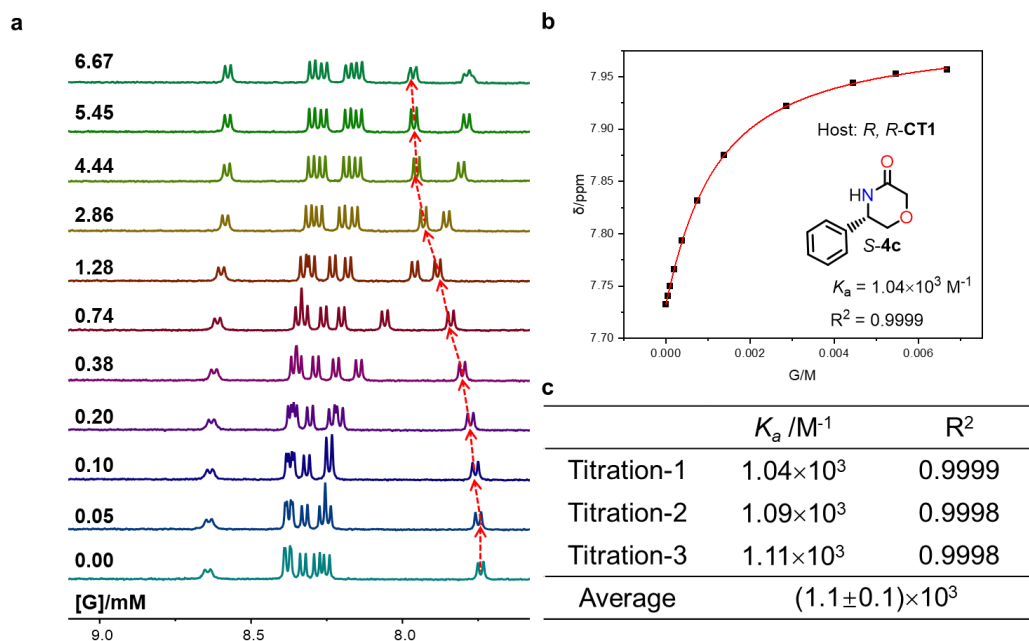 a
6.67
5.45
4.44
2.86
1.28
0.74
0.38
0.20
0.10
0.05
0.00
[G]/mM
9.0 8.5 8.0
b
7.95
7.90
7.85
7.80
7.75
7.70
δ/ppm
0.000 0.002 0.004 0.006
G/M
Host: R, R-CT1
O
HN
O
S-4c
Kₐ = 1.04×10³ M⁻¹
R² = 0.9999
c
Kₐ /M⁻¹ R²
Titration-1 1.04×10³ 0.9999
Titration-2 1.09×10³ 0.9998
Titration-3 1.11×10³ 0.9998
Average (1.1±0.1)×10³